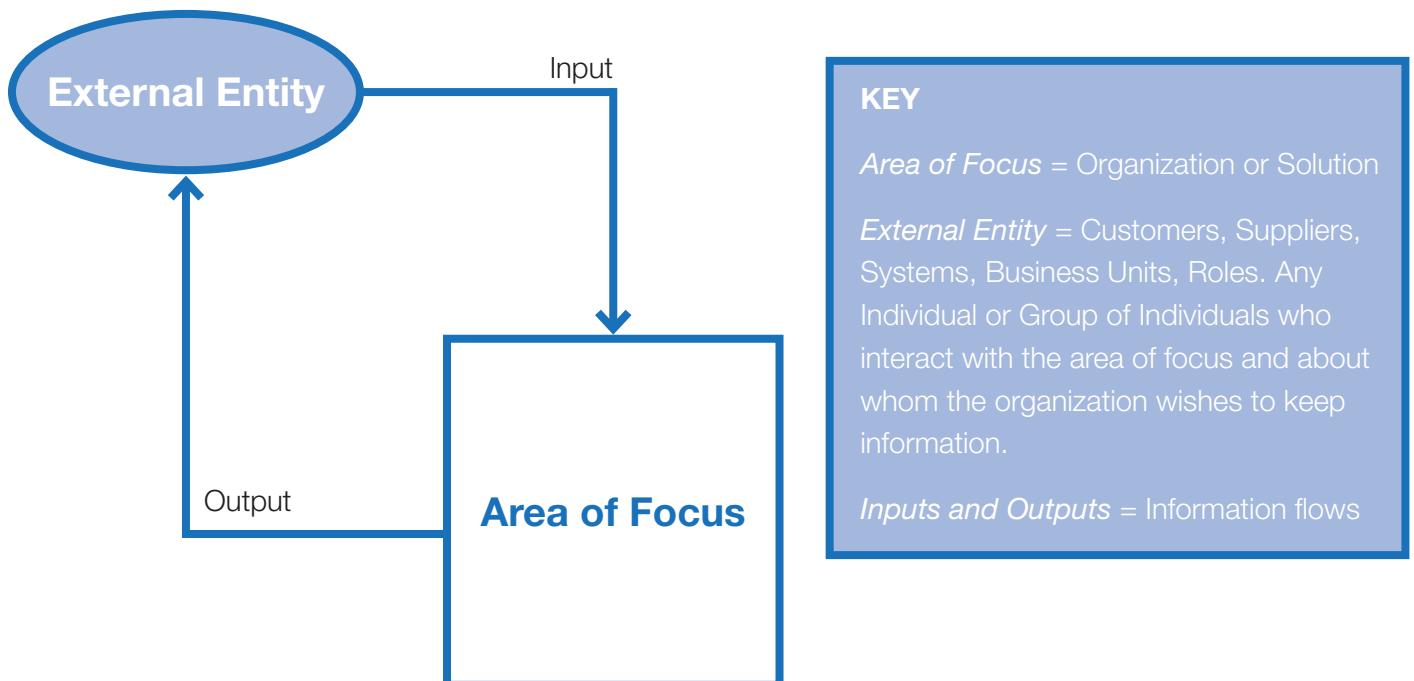 External Entity
Input
Output
Area of Focus
KEY
Area of Focus = Organization or Solution
External Entity = Customers, Suppliers,
Systems, Business Units, Roles. Any
Individual or Group of Individuals who
interact with the area of focus and about
whom the organization wishes to keep
information.
Inputs and Outputs = Information flows